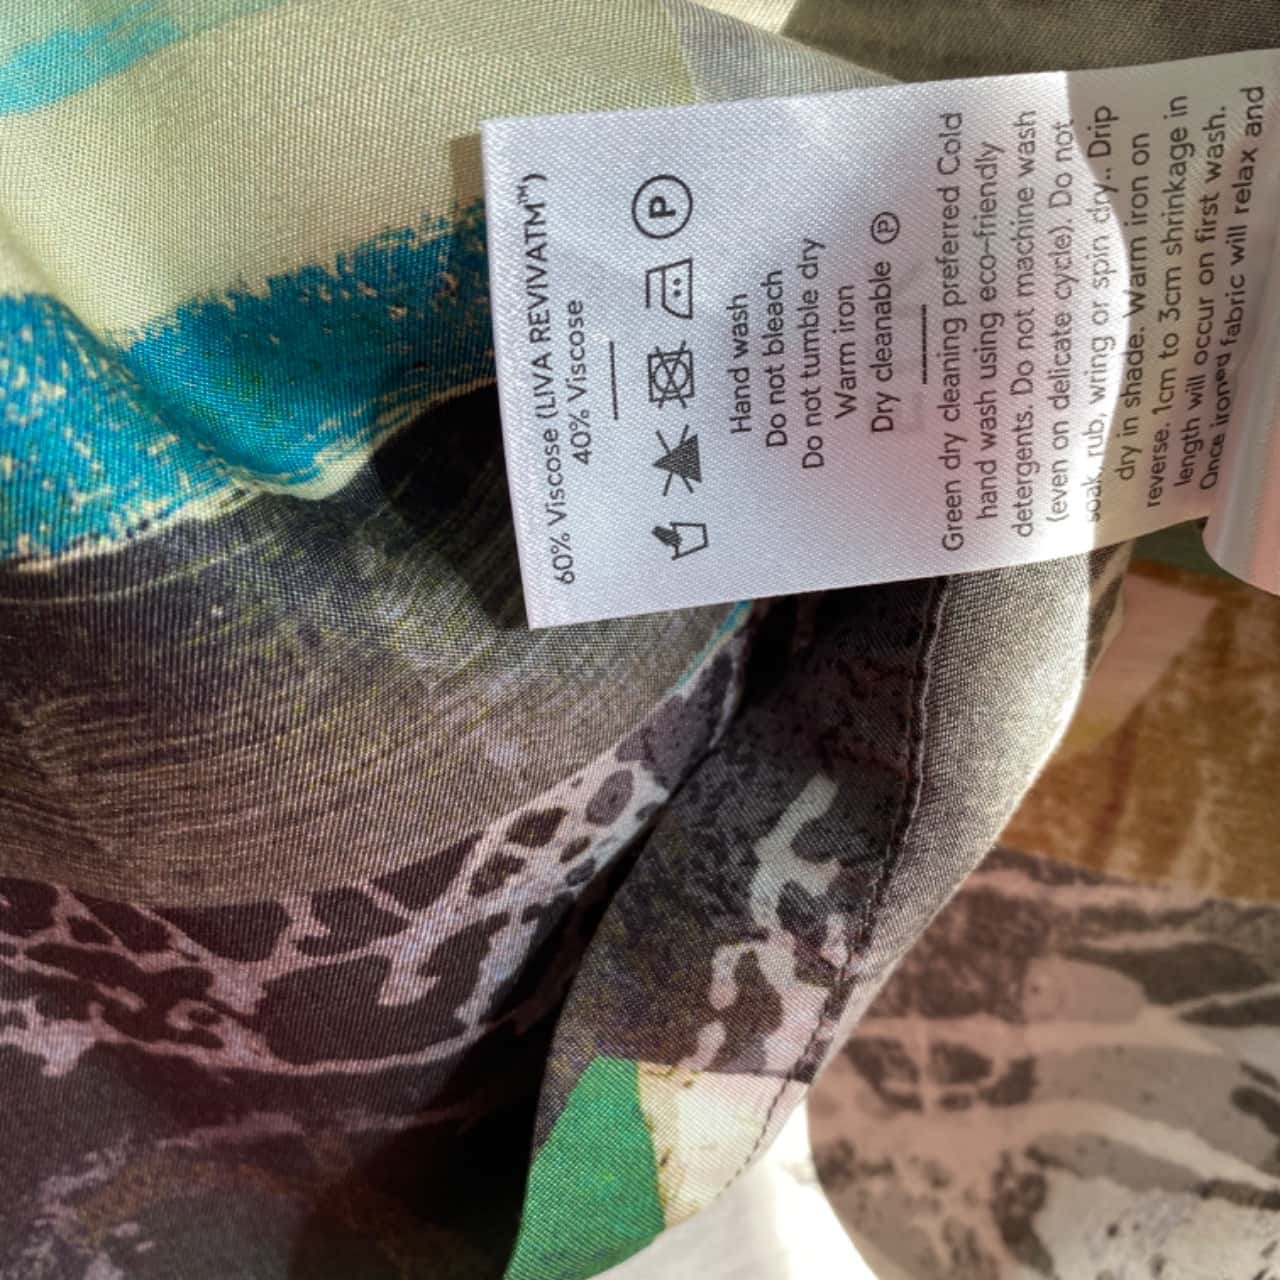 60% Viscose (LIVA REVIVATM™)
40% Viscose
P
Hand wash
Do not bleach
Do not tumble dry
Warm iron
Dry cleanable P
Green dry cleaning preferred Cold
hand wash using eco-friendly
detergents. Do not machine wash
(even on delicate cycle). Do not
soak, rub, wring or spin dry.. Drip
dry in shade. Warm iron on
reverse. 1cm to 3cm shrinkage in
length will occur on first wash.
Once ironed fabric will relax and